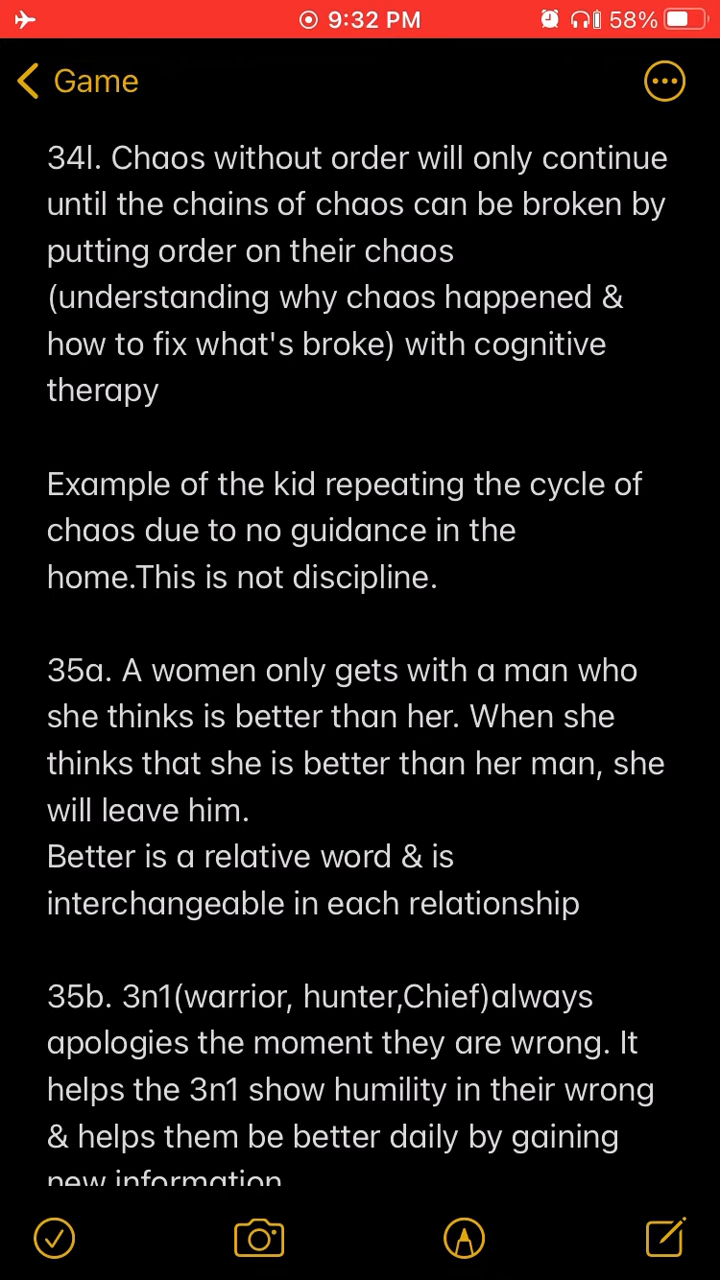 9:32 PM
58%
Game
34l. Chaos without order will only continue
until the chains of chaos can be broken by
putting order on their chaos
(understanding why chaos happened &
how to fix what's broke) with cognitive
therapy
Example of the kid repeating the cycle of
chaos due to no guidance in the
home.This is not discipline.
35a. A women only gets with a man who
she thinks is better than her. When she
thinks that she is better than her man, she
will leave him.
Better is a relative word & is
interchangeable in each relationship
35b. 3n1(warrior, hunter,Chief)always
apologies the moment they are wrong. It
helps the 3n1 show humility in their wrong
& helps them be better daily by gaining
new information